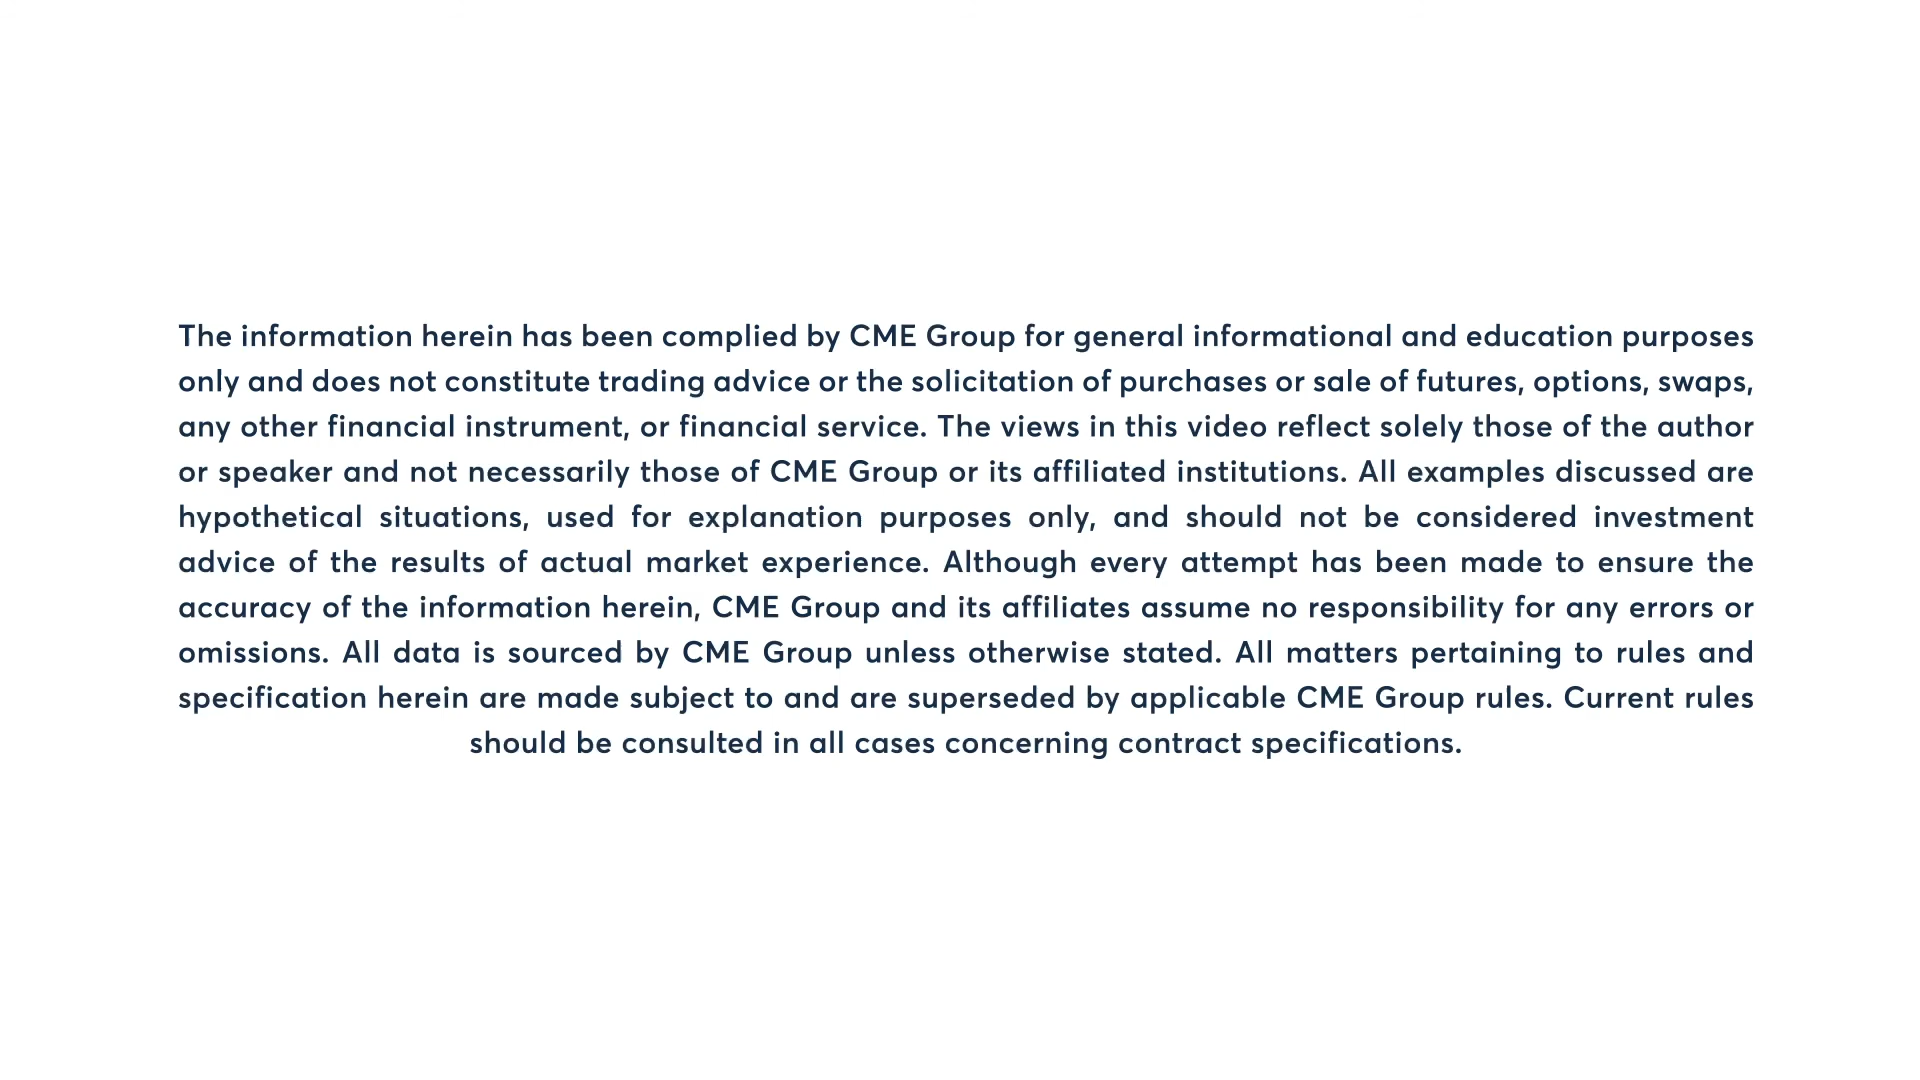 The information herein has been complied by CME Group for general informational and education purposes
only and does not constitute trading advice or the solicitation of purchases or sale of futures, options, swaps,
any other financial instrument, or financial service. The views in this video reflect solely those of the author
or speaker and not necessarily those of CME Group or its affiliated institutions. All examples discussed are
hypothetical situations, used for explanation purposes only, and should not be considered investment
advice of the results of actual market experience. Although every attempt has been made to ensure the
accuracy of the information herein, CME Group and its affiliates assume no responsibility for any errors or
omissions. All data is sourced by CME Group unless otherwise stated. All matters pertaining to rules and
specification herein are made subject to and are superseded by applicable CME Group rules. Current rules
should be consulted in all cases concerning contract specifications.